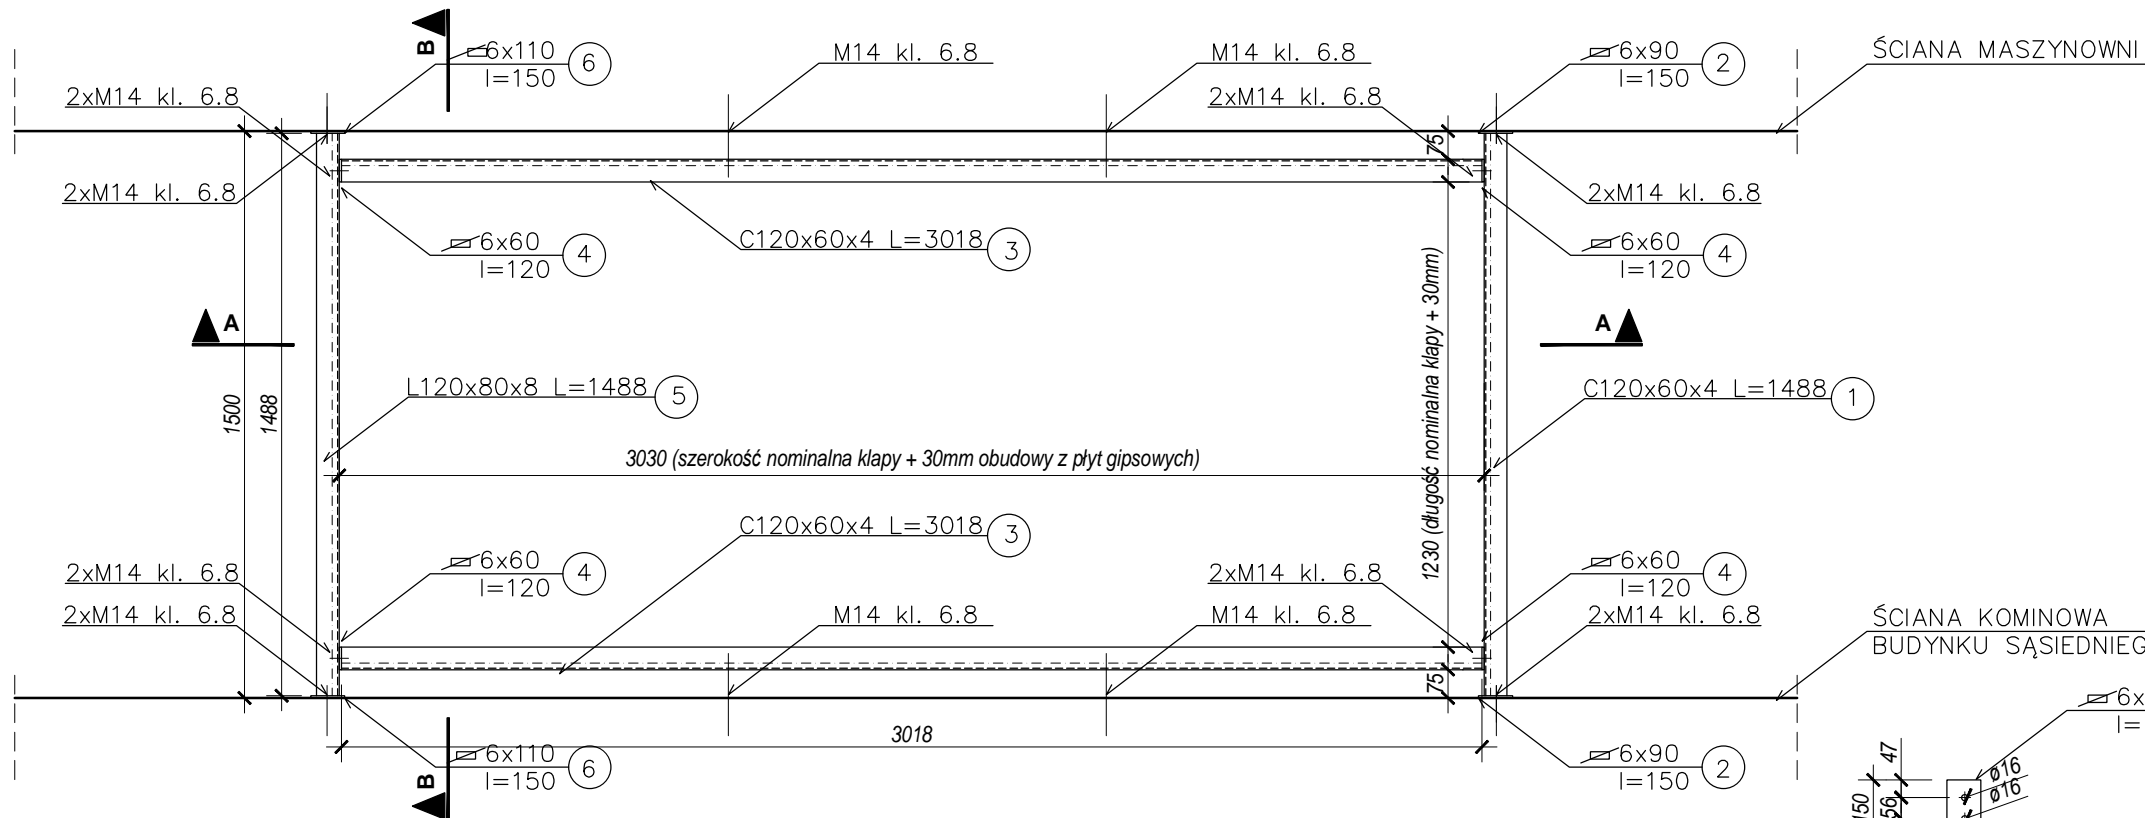 B
6x110
l=150
6
M14 kl. 6.8
M14 kl. 6.8
6x90
l=150
2
ŚCIANA MASZYNOWNI
2xM14 kl. 6.8
2xM14 kl. 6.8
75
2xM14 kl. 6.8
2xM14 kl. 6.8
6x60
l=120
4
C120x60x4 L=3018
3
6x60
l=120
4
A
A
1500
1488
L120x80x8 L=1488
5
1230 (długość nominalna klapy + 30mm)
C120x60x4 L=1488
1
3030 (szerokość nominalna klapy + 30mm obudowy z płyt gipsowych)
C120x60x4 L=3018
3
2xM14 kl. 6.8
6x60
l=120
4
2xM14 kl. 6.8
6x60
l=120
4
2xM14 kl. 6.8
M14 kl. 6.8
M14 kl. 6.8
2xM14 kl. 6.8
ŚCIANA KOMINOWA
BUDYNKU SĄSIEDNIEG
75
6x
l=
3018
B
6x110
l=150
6
6x90
l=150
2
47
ø16
ø16
150
56